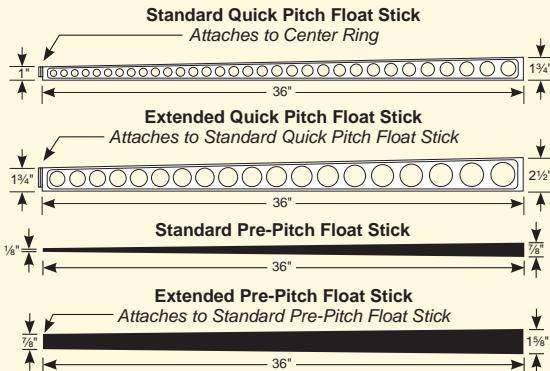 Standard Quick Pitch Float Stick
Attaches to Center Ring
1"
1¾"
36"
Extended Quick Pitch Float Stick
Attaches to Standard Quick Pitch Float Stick
1¾"
2½"
36"
Standard Pre-Pitch Float Stick
⅛"
⅞"
36"
Extended Pre-Pitch Float Stick
Attaches to Standard Pre-Pitch Float Stick
⅞"
1⅝"
36"